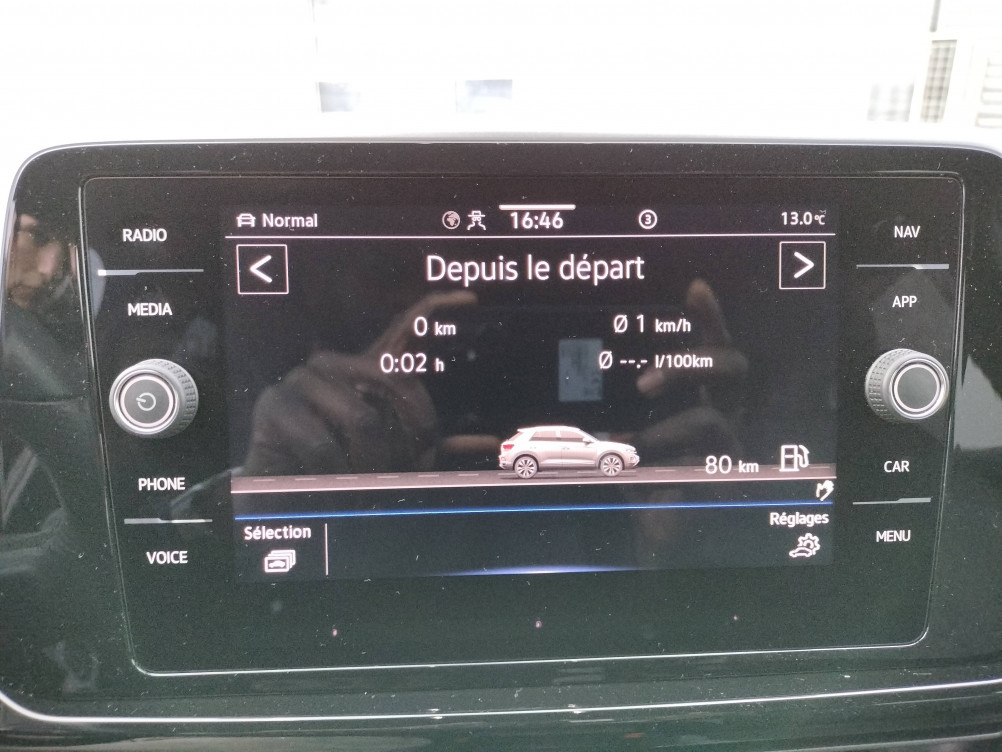 RADIO
MEDIA
PHONE
VOICE
Normal
16:46
3
13.0°C
< Depuis le départ >
0 km
Ø 1 km/h
0:02 h
Ø --.- l/100km
80 km
Sélection
Réglages
NAV
APP
CAR
MENU